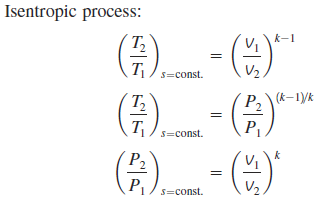 Isentropic process:
(T₂/T₁)s=const. = (V₁/V₂)^k−1
(T₂/T₁)s=const. = (P₂/P₁)^(k−1)/k
(P₂/P₁)s=const. = (V₁/V₂)^k